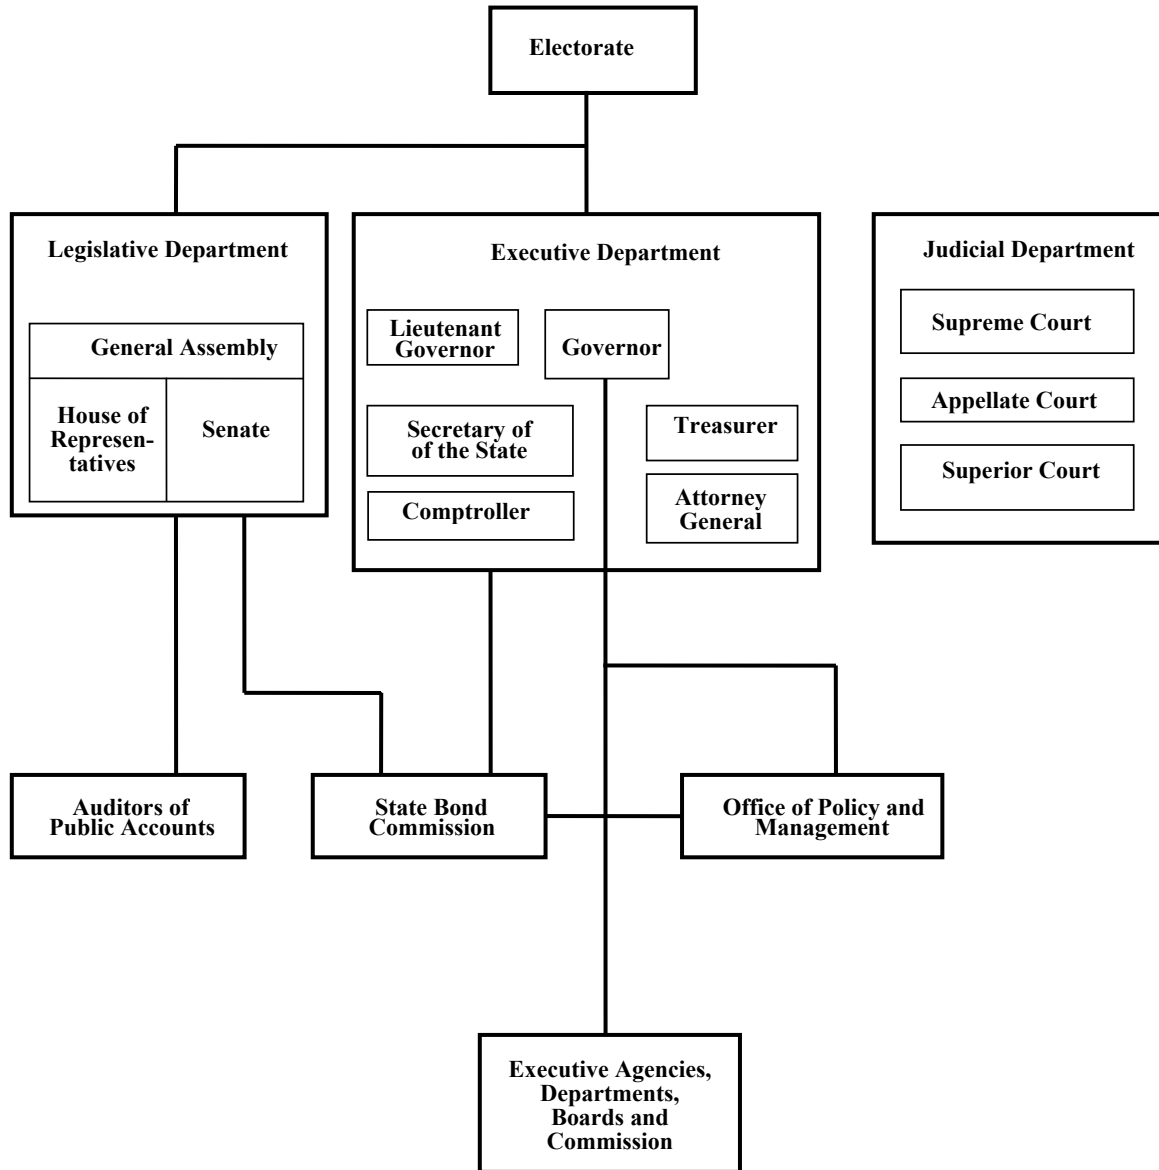 Electorate
Legislative Department
General Assembly
House of
Represen-
tatives
Senate
Executive Department
Lieutenant
Governor
Governor
Secretary of
of the State
Treasurer
Comptroller
Attorney
General
Judicial Department
Supreme Court
Appellate Court
Superior Court
Auditors of
Public Accounts
State Bond
Commission
Office of Policy and
Management
Executive Agencies,
Departments,
Boards and
Commission